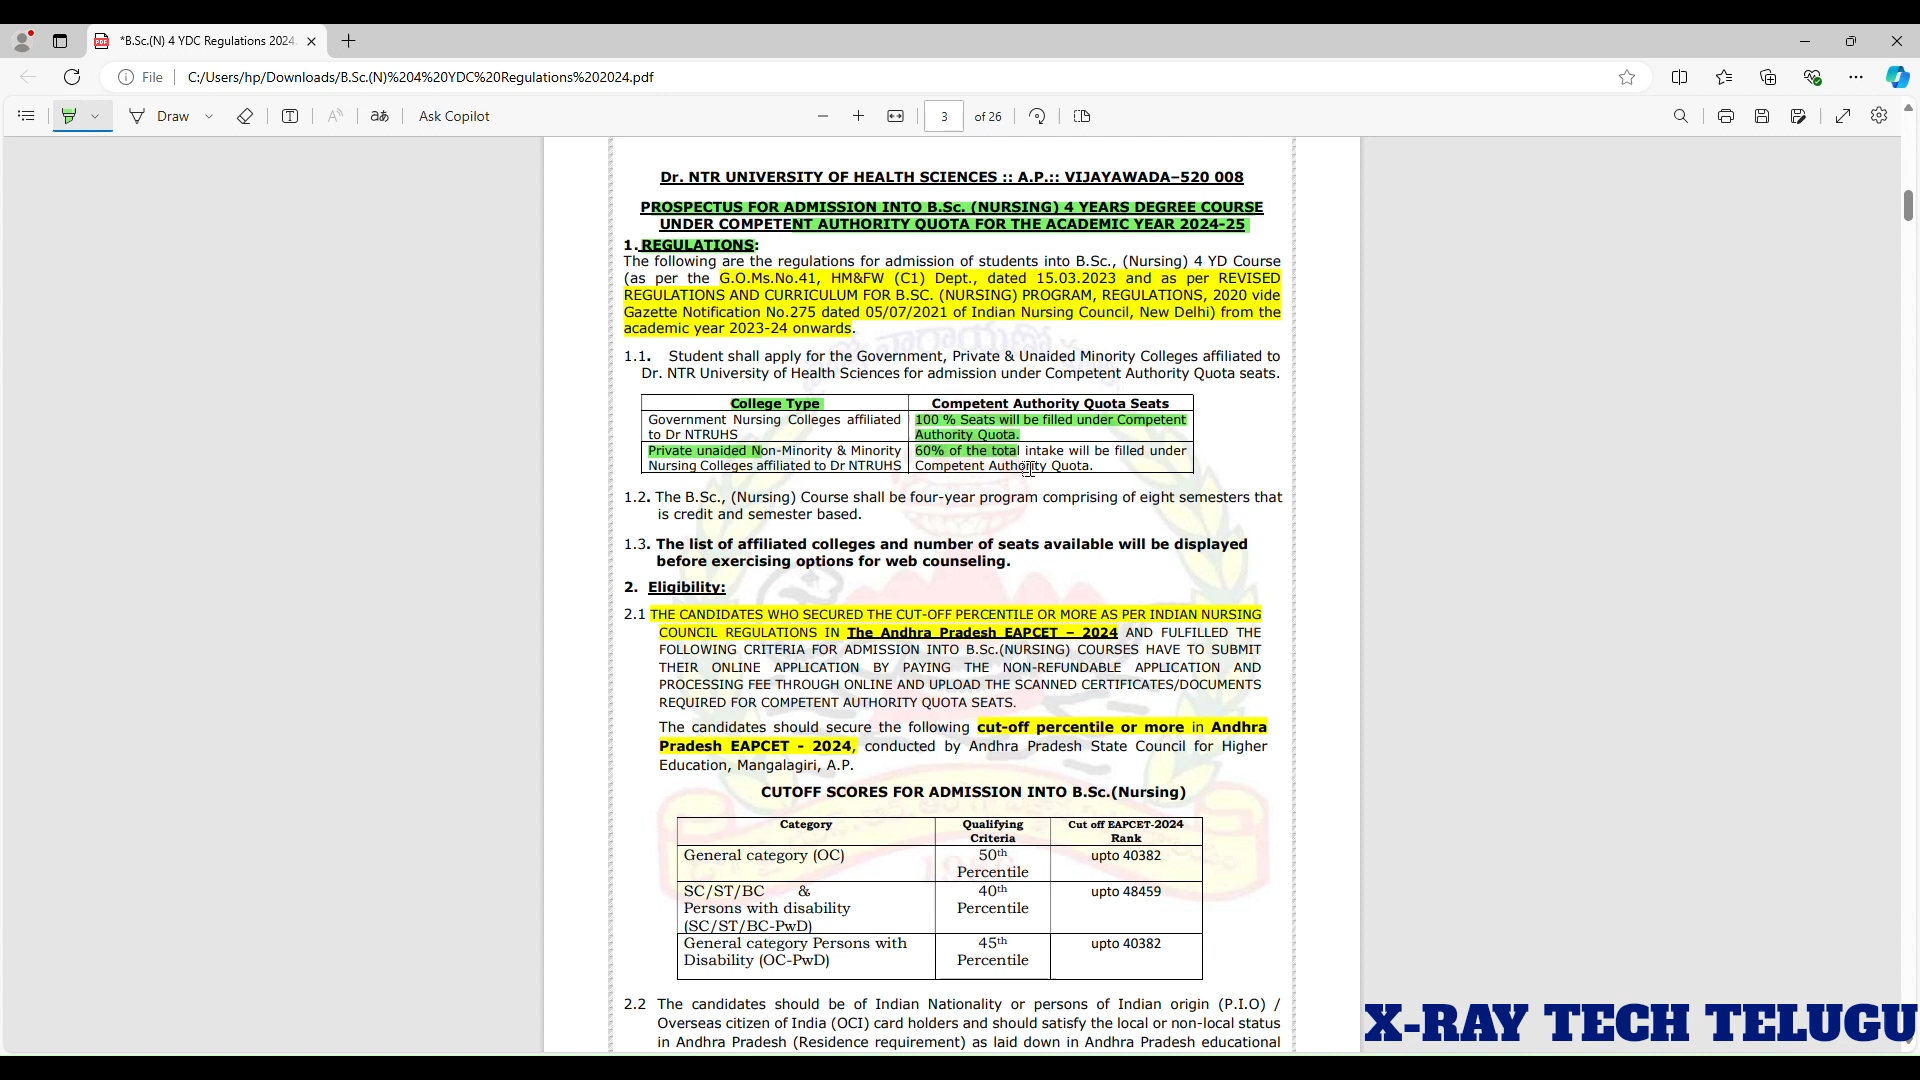 *B.Sc.(N) 4 YDC Regulations 2024.
File
C:/Users/hp/Downloads/B.Sc.(N)%204%20YDC%20Regulations%202024.pdf
Draw
Ask Copilot
3 of 26
Dr. NTR UNIVERSITY OF HEALTH SCIENCES :: A.P.:: VIJAYAWADA–520 008
PROSPECTUS FOR ADMISSION INTO B.Sc. (NURSING) 4 YEARS DEGREE COURSE
UNDER COMPETENT AUTHORITY QUOTA FOR THE ACADEMIC YEAR 2024-25
1. REGULATIONS:
The following are the regulations for admission of students into B.Sc., (Nursing) 4 YD Course
(as per the G.O.Ms.No.41, HM&FW (C1) Dept., dated 15.03.2023 and as per REVISED
REGULATIONS AND CURRICULUM FOR B.SC. (NURSING) PROGRAM, REGULATIONS, 2020 vide
Gazette Notification No.275 dated 05/07/2021 of Indian Nursing Council, New Delhi) from the
academic year 2023-24 onwards.
1.1. Student shall apply for the Government, Private & Unaided Minority Colleges affiliated to
Dr. NTR University of Health Sciences for admission under Competent Authority Quota seats.
College Type Competent Authority Quota Seats
Government Nursing Colleges affiliated 100 % Seats will be filled under Competent
to Dr NTRUHS Authority Quota.
Private unaided Non-Minority & Minority 60% of the total intake will be filled under
Nursing Colleges affiliated to Dr NTRUHS Competent Authority Quota.
1.2. The B.Sc., (Nursing) Course shall be four-year program comprising of eight semesters that
is credit and semester based.
1.3. The list of affiliated colleges and number of seats available will be displayed
before exercising options for web counseling.
2. Eligibility:
2.1 THE CANDIDATES WHO SECURED THE CUT-OFF PERCENTILE OR MORE AS PER INDIAN NURSING
COUNCIL REGULATIONS IN The Andhra Pradesh EAPCET – 2024 AND FULFILLED THE
FOLLOWING CRITERIA FOR ADMISSION INTO B.Sc.(NURSING) COURSES HAVE TO SUBMIT
THEIR ONLINE APPLICATION BY PAYING THE NON-REFUNDABLE APPLICATION AND
PROCESSING FEE THROUGH ONLINE AND UPLOAD THE SCANNED CERTIFICATES/DOCUMENTS
REQUIRED FOR COMPETENT AUTHORITY QUOTA SEATS.
The candidates should secure the following cut-off percentile or more in Andhra
Pradesh EAPCET - 2024, conducted by Andhra Pradesh State Council for Higher
Education, Mangalagiri, A.P.
CUTOFF SCORES FOR ADMISSION INTO B.Sc.(Nursing)
Category Qualifying Criteria Cut off EAPCET-2024 Rank
General category (OC) 50th Percentile upto 40382
SC/ST/BC & 40th upto 48459
Persons with disability Percentile
(SC/ST/BC-PwD)
General category Persons with 45th upto 40382
Disability (OC-PwD) Percentile
2.2 The candidates should be of Indian Nationality or persons of Indian origin (P.I.O) /
Overseas citizen of India (OCI) card holders and should satisfy the local or non-local status
in Andhra Pradesh (Residence requirement) as laid down in Andhra Pradesh educational
X-RAY TECH TELUGU